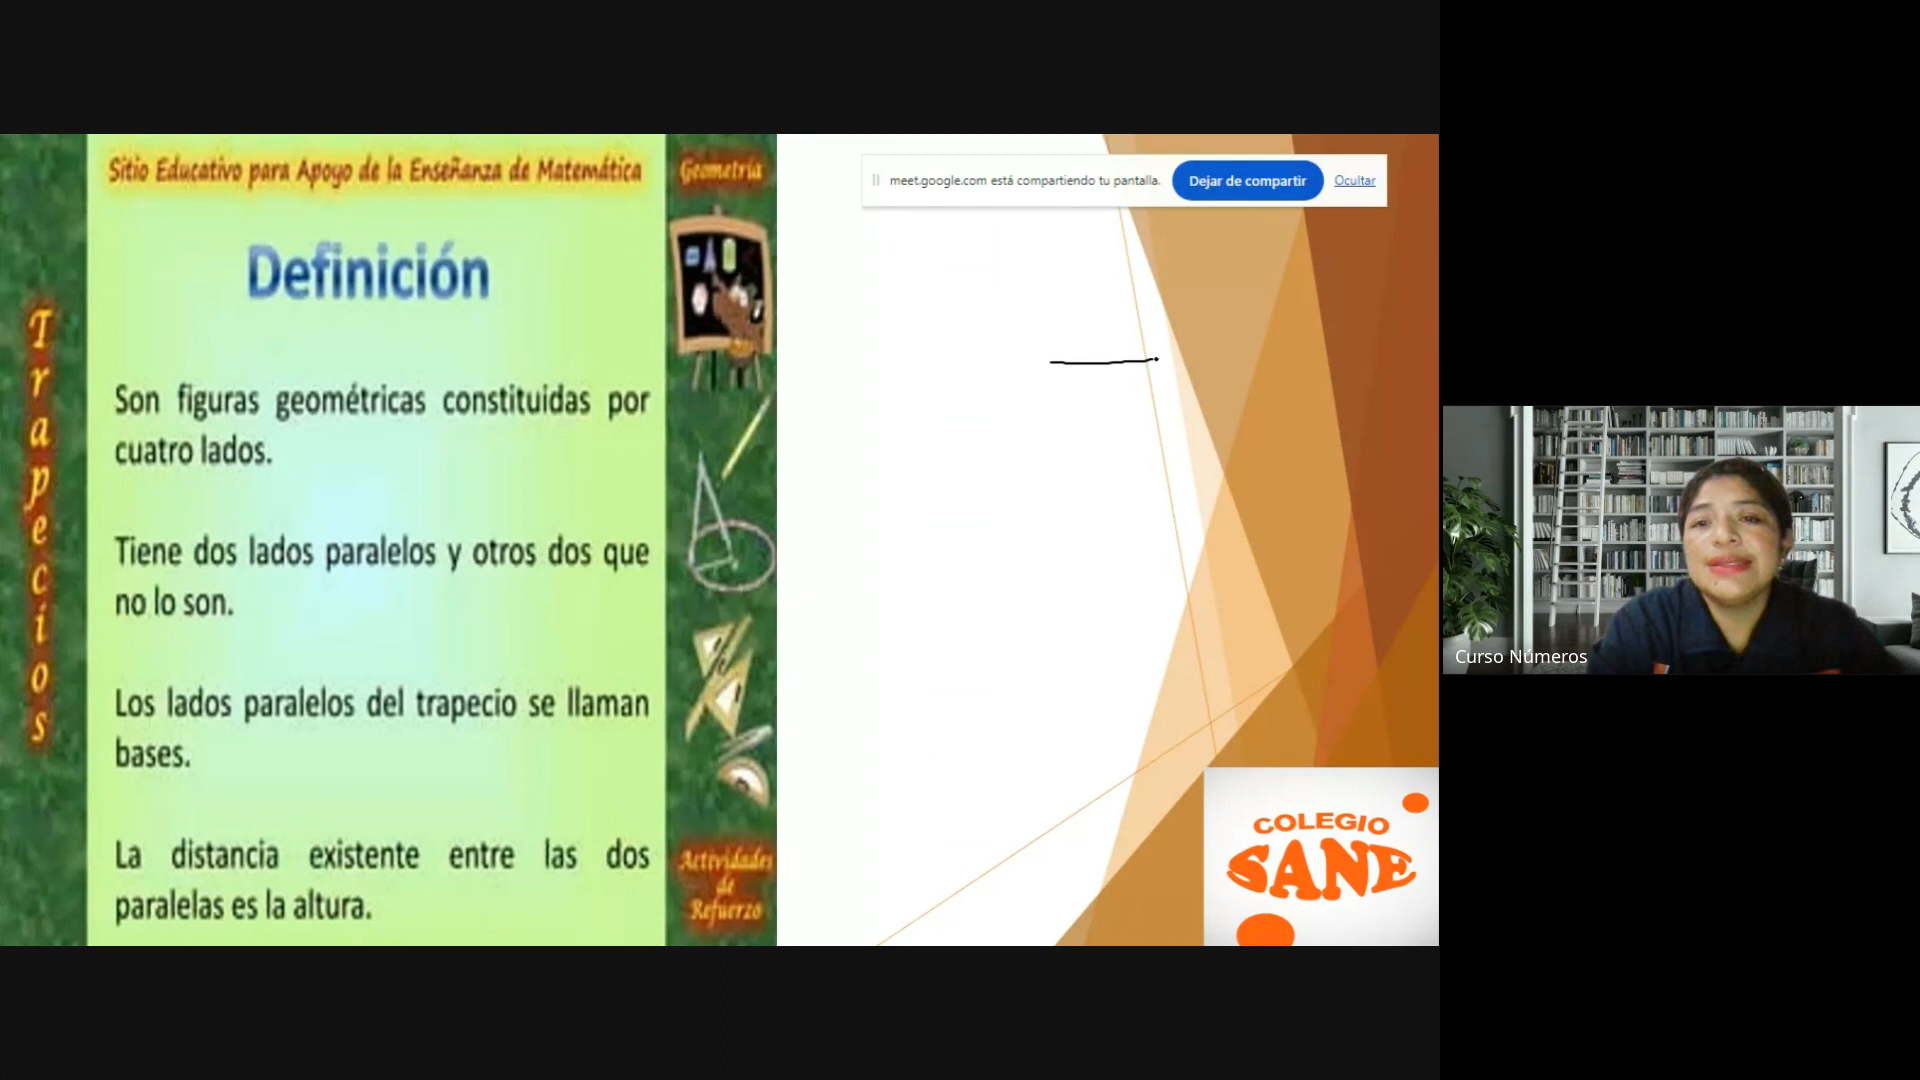 Sitio Educativo para Apoyo de la Enseñanza de Matemática
Geometría
Trapecios
Definición
Son figuras geométricas constituidas por
cuatro lados.
Tiene dos lados paralelos y otros dos que
no lo son.
Los lados paralelos del trapecio se llaman
bases.
La distancia existente entre las dos
paralelas es la altura.
Actividades
de
Refuerzo
meet.google.com está compartiendo tu pantalla.
Dejar de compartir
Ocultar
COLEGIO
SANE
Curso Números